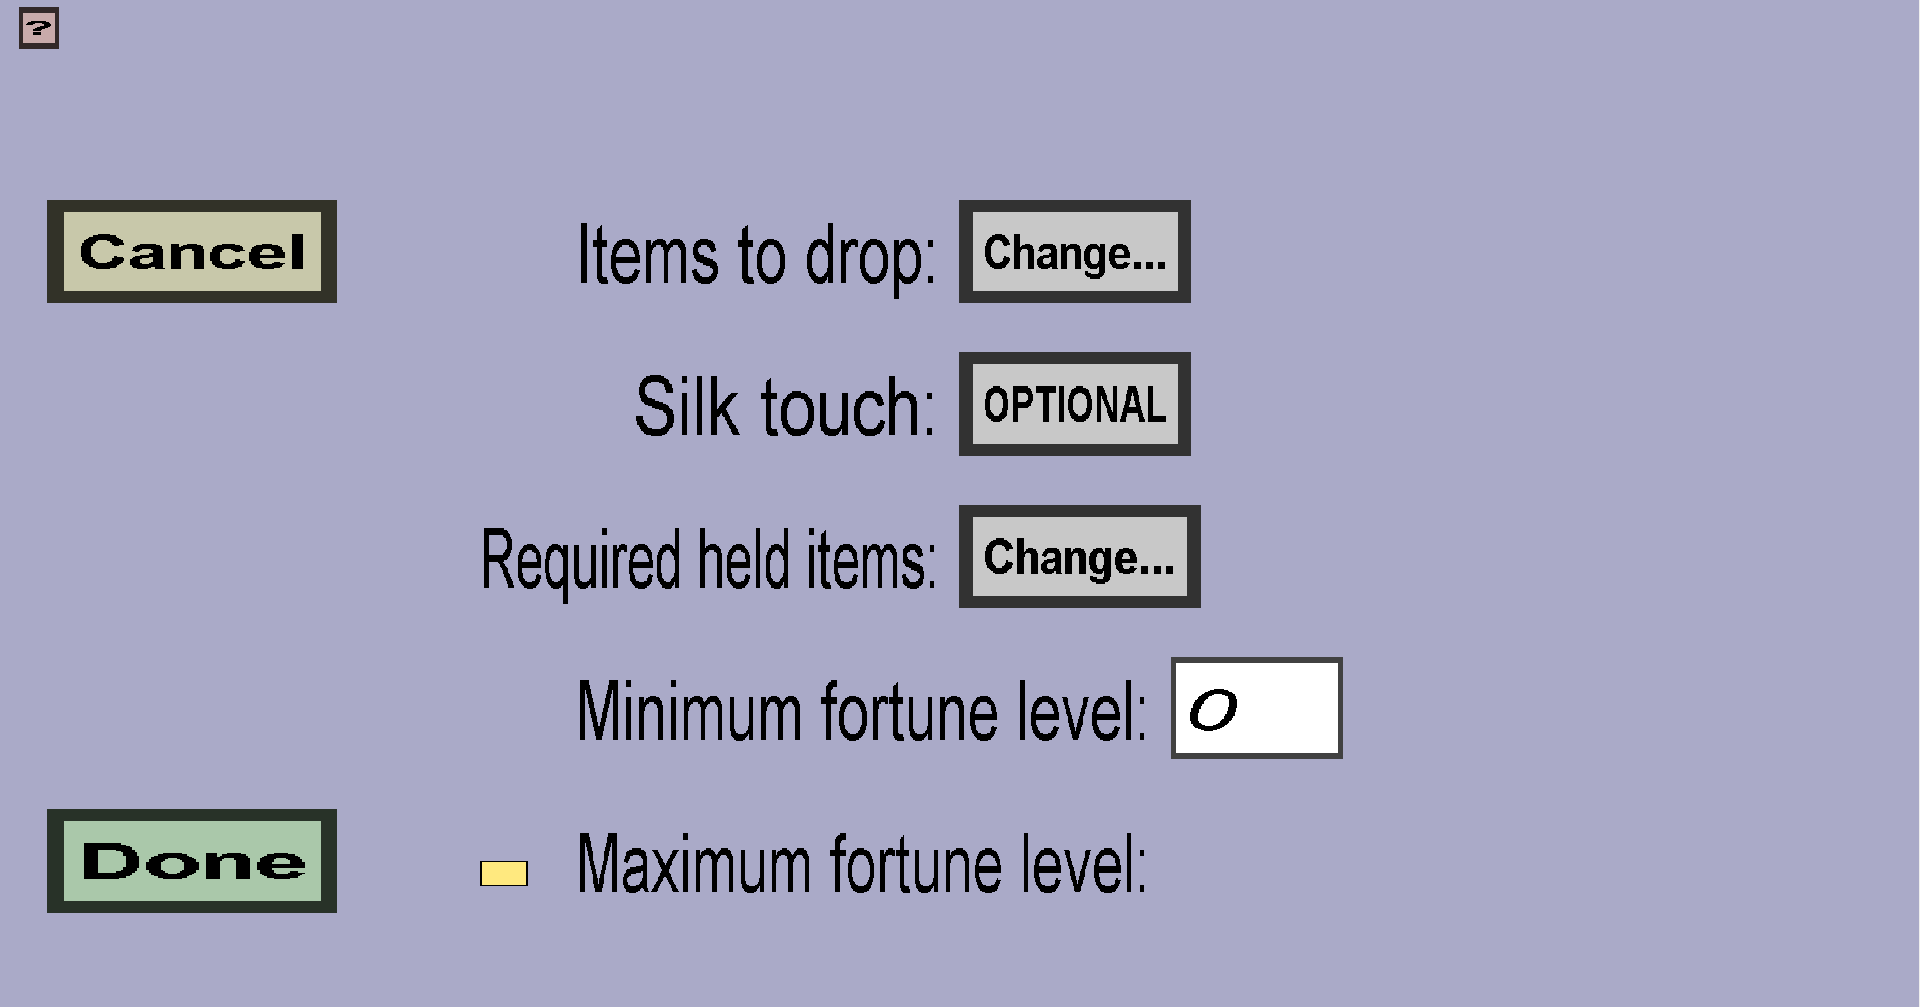 ?
Cancel
Items to drop: Change...
Silk touch: OPTIONAL
Required held items: Change...
Minimum fortune level: 0
Done
Maximum fortune level: